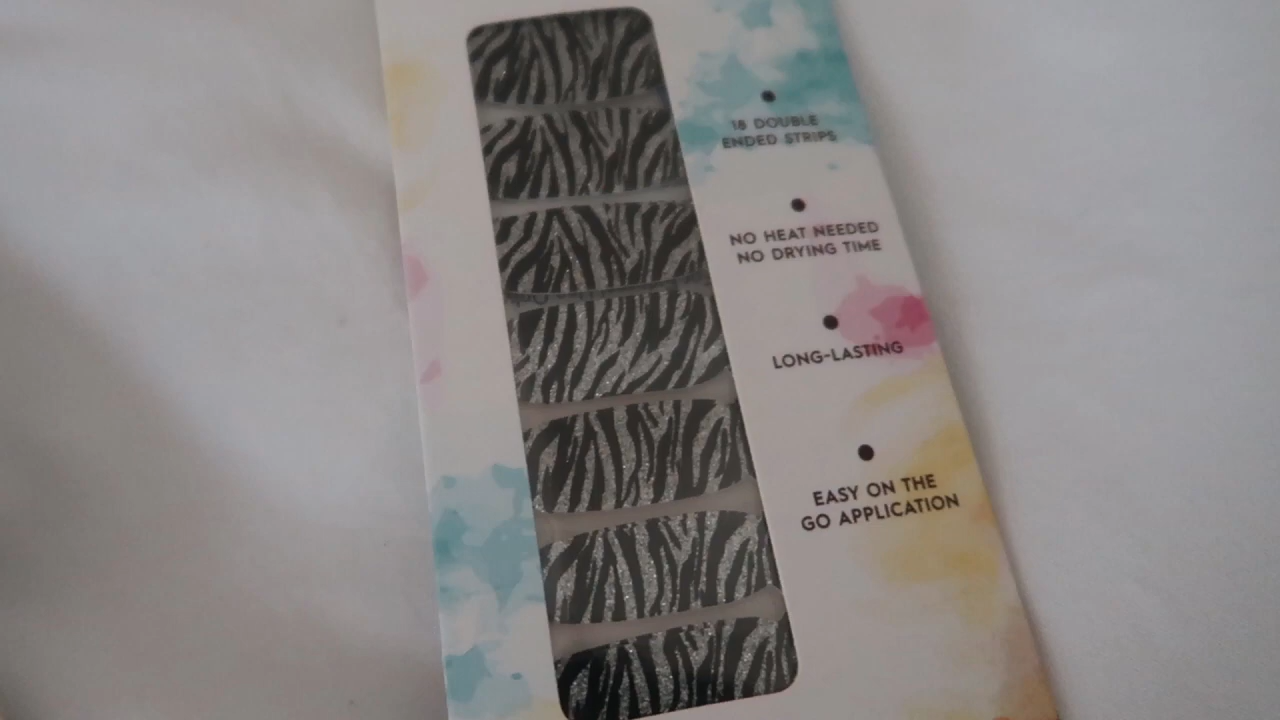 18 DOUBLE
ENDED STRIPS
NO HEAT NEEDED
NO DRYING TIME
LONG-LASTING
EASY ON THE
GO APPLICATION